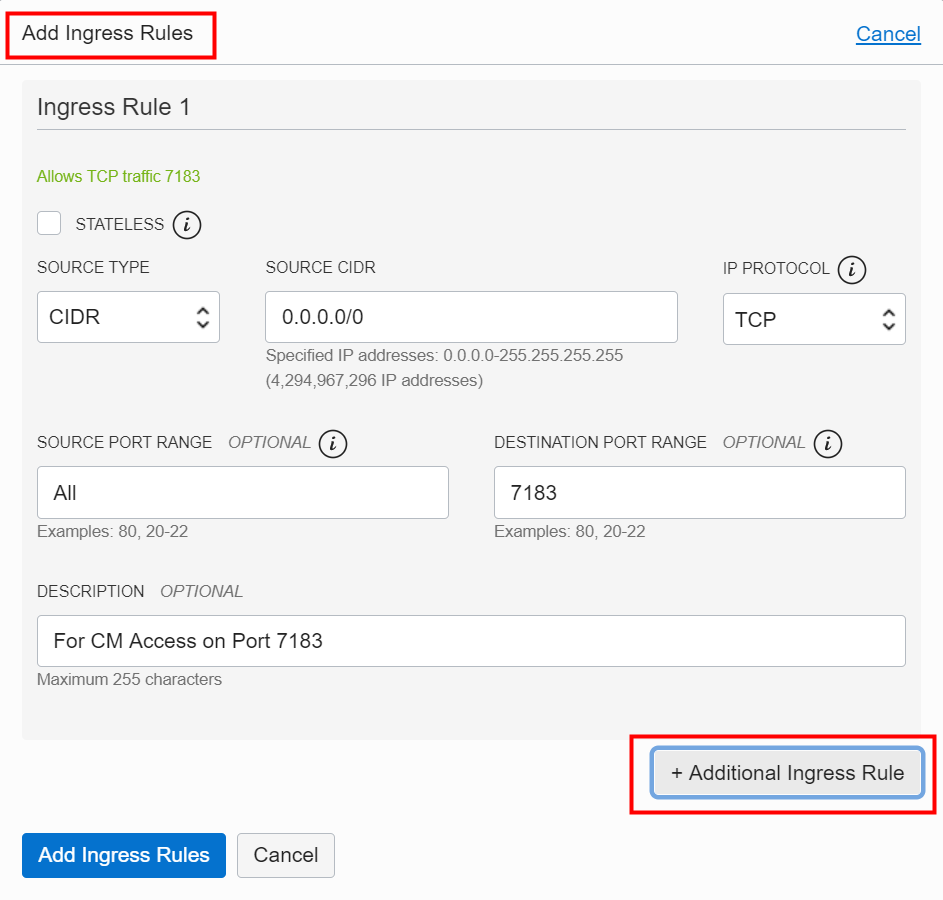 Add Ingress Rules
Cancel
Ingress Rule 1
Allows TCP traffic 7183
STATELESS i
SOURCE TYPE
SOURCE CIDR
IP PROTOCOL i
CIDR
0.0.0.0/0
TCP
Specified IP addresses: 0.0.0.0-255.255.255.255
(4,294,967,296 IP addresses)
SOURCE PORT RANGE OPTIONAL i
DESTINATION PORT RANGE OPTIONAL i
All
7183
Examples: 80, 20-22
Examples: 80, 20-22
DESCRIPTION OPTIONAL
For CM Access on Port 7183
Maximum 255 characters
+ Additional Ingress Rule
Add Ingress Rules
Cancel